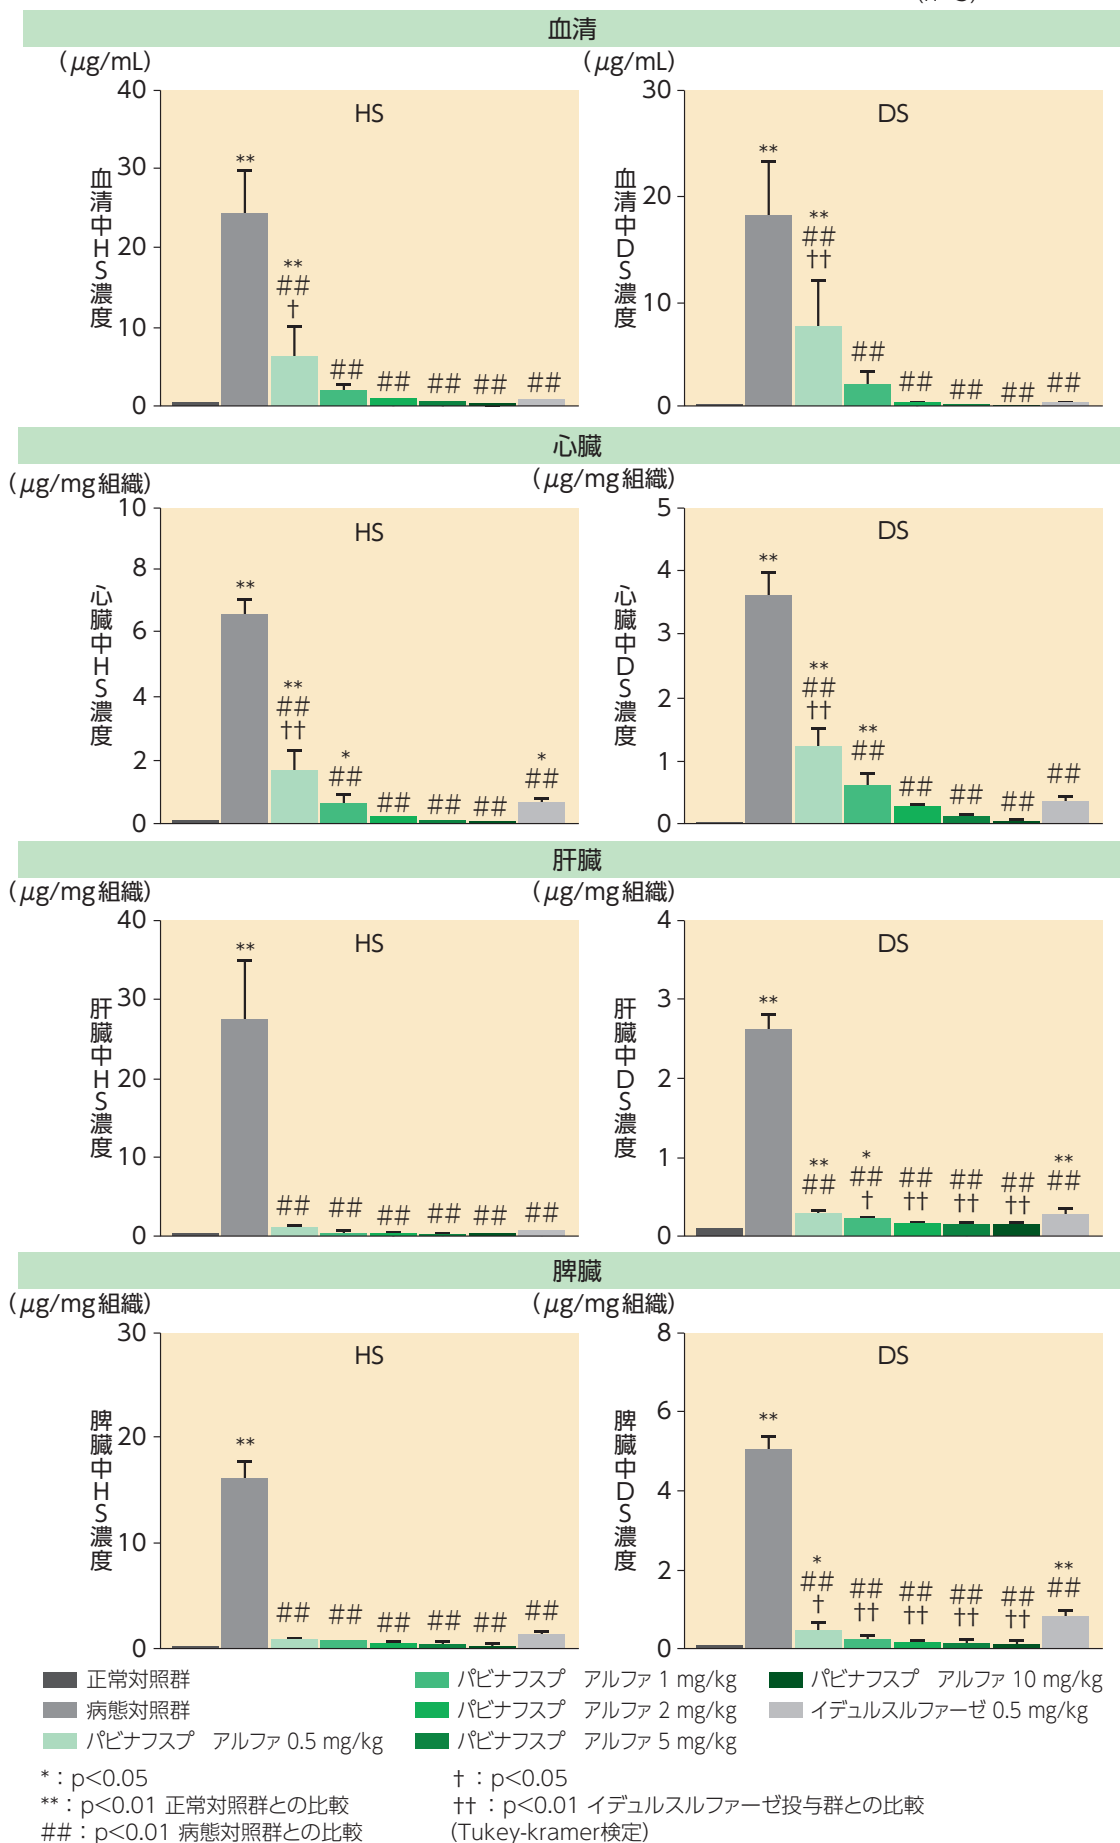 血清
(μg/mL) (μg/mL)
40
30
20
10
0
血清中HS濃度
HS
**
**
##
†
## ## ## ## ##
30
20
10
0
血清中DS濃度
DS
**
**
##
††
## ## ## ## ##
心臓
(μg/mg組織) (μg/mg組織)
10
8
6
4
2
0
心臓中HS濃度
HS
**
**
##
††
*
##
## ## ##
*
##
5
4
3
2
1
0
心臓中DS濃度
DS
**
**
##
††
**
##
## ## ## ##
肝臓
(μg/mg組織) (μg/mg組織)
40
30
20
10
0
肝臓中HS濃度
HS
**
## ## ## ## ## ##
4
3
2
1
0
肝臓中DS濃度
DS
**
**
##
*
##
†
##
††
##
††
##
††
**
##
脾臓
(μg/mg組織) (μg/mg組織)
30
20
10
0
脾臓中HS濃度
HS
**
## ## ## ## ## ##
8
6
4
2
0
脾臓中DS濃度
DS
**
*
##
†
##
††
##
††
##
††
##
††
**
##
正常対照群
病態対照群
パビナフスプ アルファ 0.5 mg/kg
パビナフスプ アルファ 1 mg/kg
パビナフスプ アルファ 2 mg/kg
パビナフスプ アルファ 5 mg/kg
パビナフスプ アルファ 10 mg/kg
イデュルスルファーゼ 0.5 mg/kg
*：p<0.05
**：p<0.01 正常対照群との比較
##：p<0.01 病態対照群との比較
†：p<0.05
††：p<0.01 イデュルスルファーゼ投与群との比較
(Tukey-kramer検定)